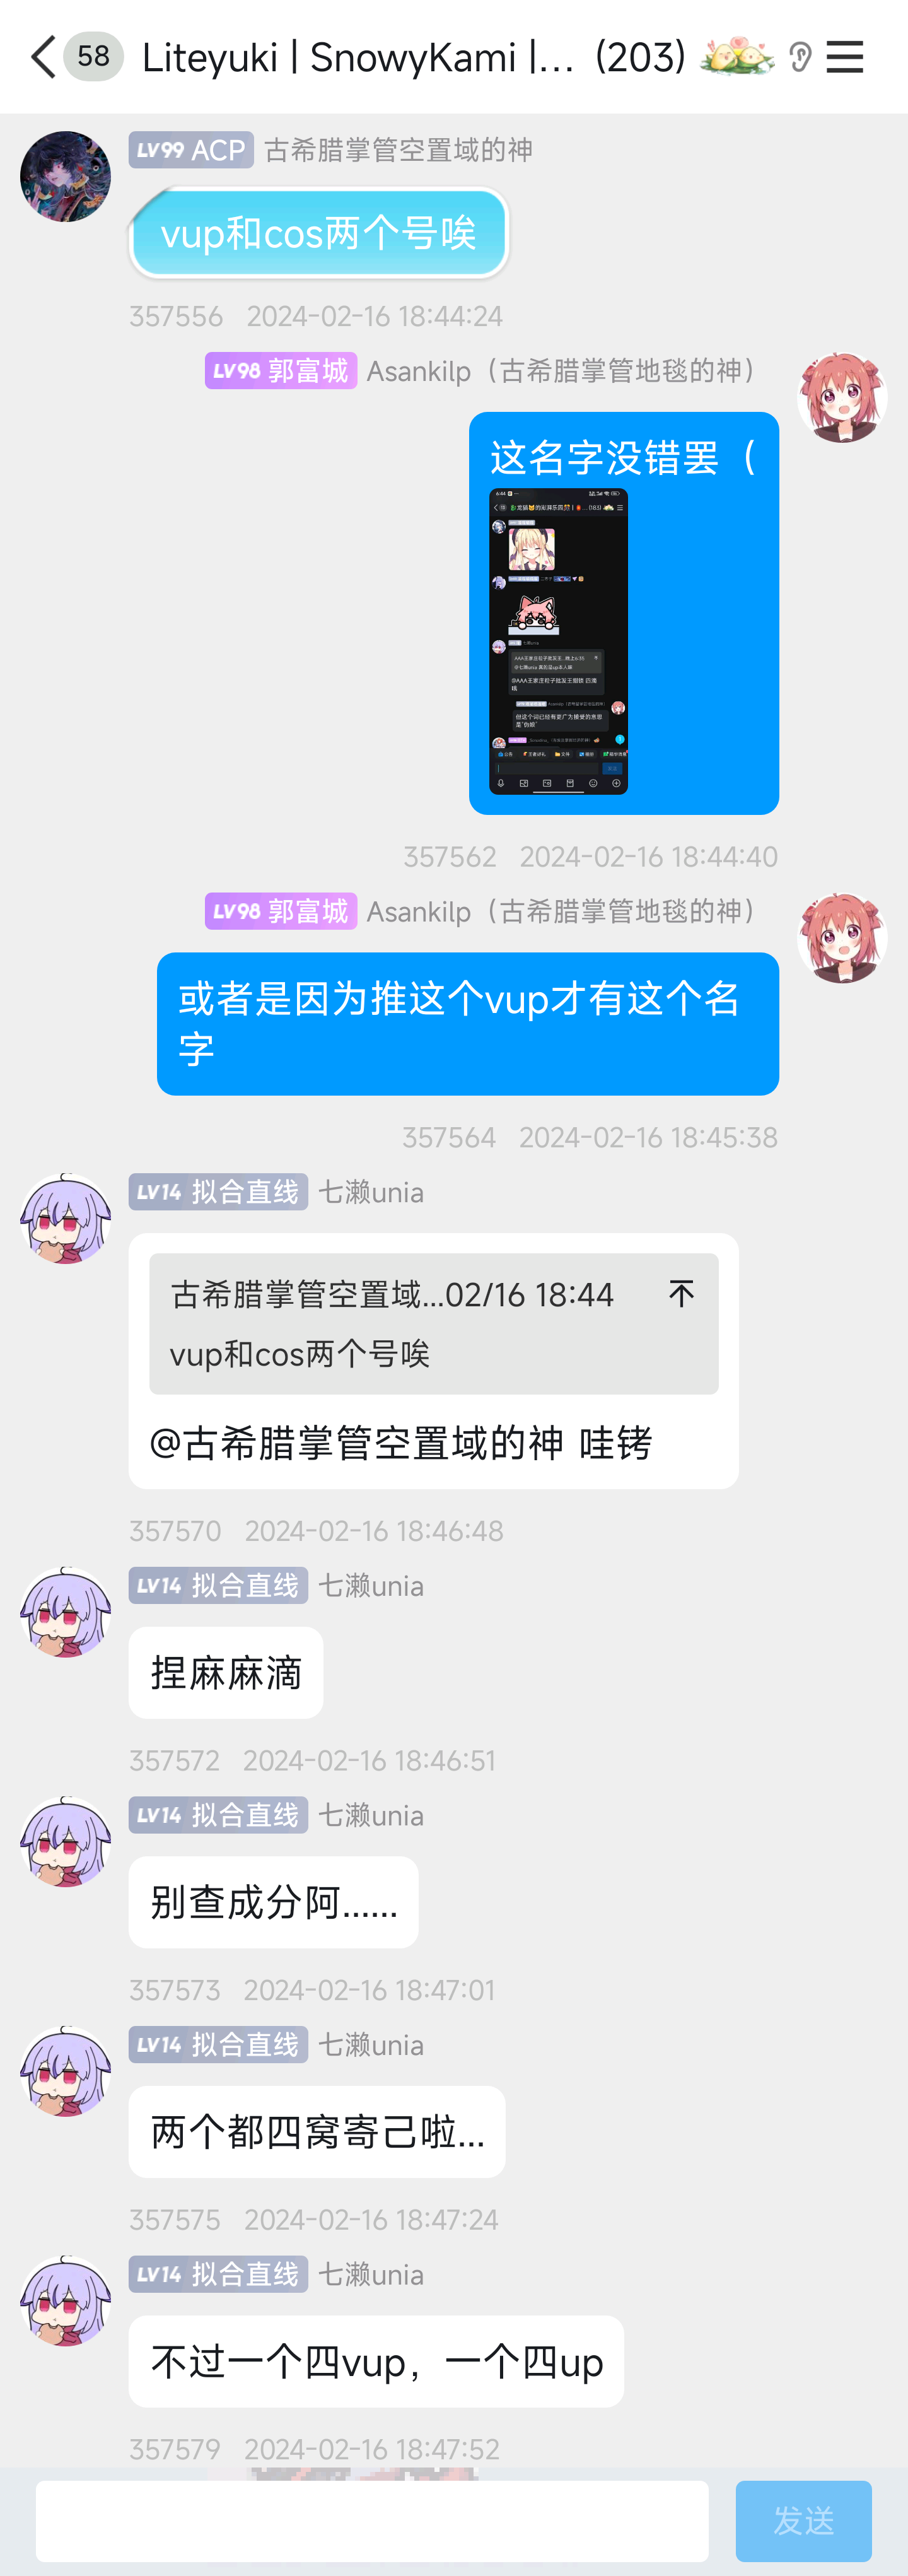 58 Liteyuki | SnowyKami |... (203)
LV99 ACP 古希腊掌管空置域的神
vup和cos两个号唉
357556 2024-02-16 18:44:24
LV98 郭富城 Asankilp（古希腊掌管地毯的神）
这名字没错罢（
357562 2024-02-16 18:44:40
LV98 郭富城 Asankilp（古希腊掌管地毯的神）
或者是因为推这个vup才有这个名
字
357564 2024-02-16 18:45:38
LV14 拟合直线 七濑unia
古希腊掌管空置域...02/16 18:44
vup和cos两个号唉
@古希腊掌管空置域的神 哇铐
357570 2024-02-16 18:46:48
LV14 拟合直线 七濑unia
捏麻麻滴
357572 2024-02-16 18:46:51
LV14 拟合直线 七濑unia
别查成分阿......
357573 2024-02-16 18:47:01
LV14 拟合直线 七濑unia
两个都四窝寄己啦...
357575 2024-02-16 18:47:24
LV14 拟合直线 七濑unia
不过一个四vup，一个四up
357579 2024-02-16 18:47:52
发送